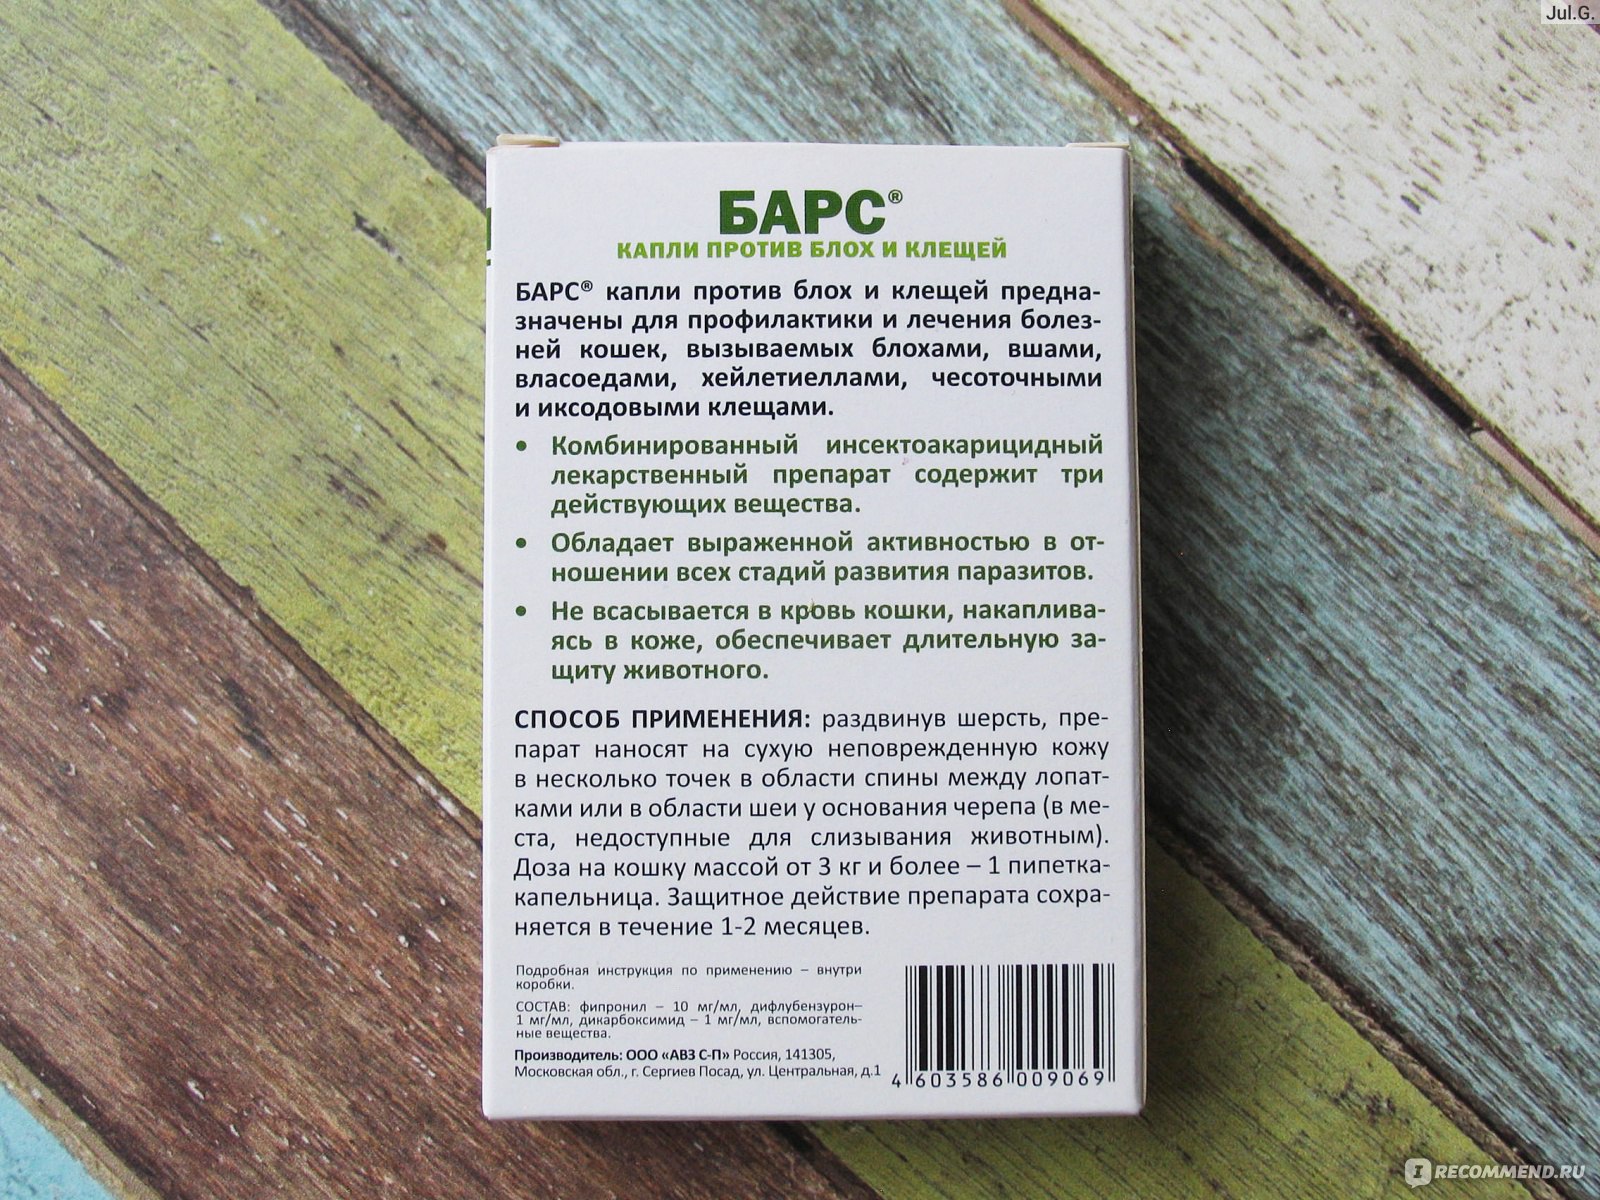 Jul.G.
БАРС®
КАПЛИ ПРОТИВ БЛОХ И КЛЕЩЕЙ
БАРС® капли против блох и клещей предна-
значены для профилактики и лечения болез-
ней кошек, вызываемых блохами, вшами,
власоедами, хейлетиеллами, чесоточными
и иксодовыми клещами.
• Комбинированный инсектоакарицидный
лекарственный препарат содержит три
действующих вещества.
• Обладает выраженной активностью в от-
ношении всех стадий развития паразитов.
• Не всасывается в кровь кошки, накаплива-
ясь в коже, обеспечивает длительную за-
щиту животного.
СПОСОБ ПРИМЕНЕНИЯ: раздвинув шерсть, пре-
парат наносят на сухую неповрежденную кожу
в несколько точек в области спины между лопат-
ками или в области шеи у основания черепа (в ме-
ста, недоступные для слизывания животным).
Доза на кошку массой от 3 кг и более – 1 пипетка-
капельница. Защитное действие препарата сохра-
няется в течение 1-2 месяцев.
Подробная инструкция по применению – внутри
коробки.
СОСТАВ: фипронил – 10 мг/мл, дифлубензурон–
1 мг/мл, дикарбоксимид – 1 мг/мл, вспомогатель-
ные вещества.
Производитель: ООО «АВЗ С-П» Россия, 141305,
Московская обл., г. Сергиев Посад, ул. Центральная, д.1
4 603586 009069
IRECOMMEND.RU